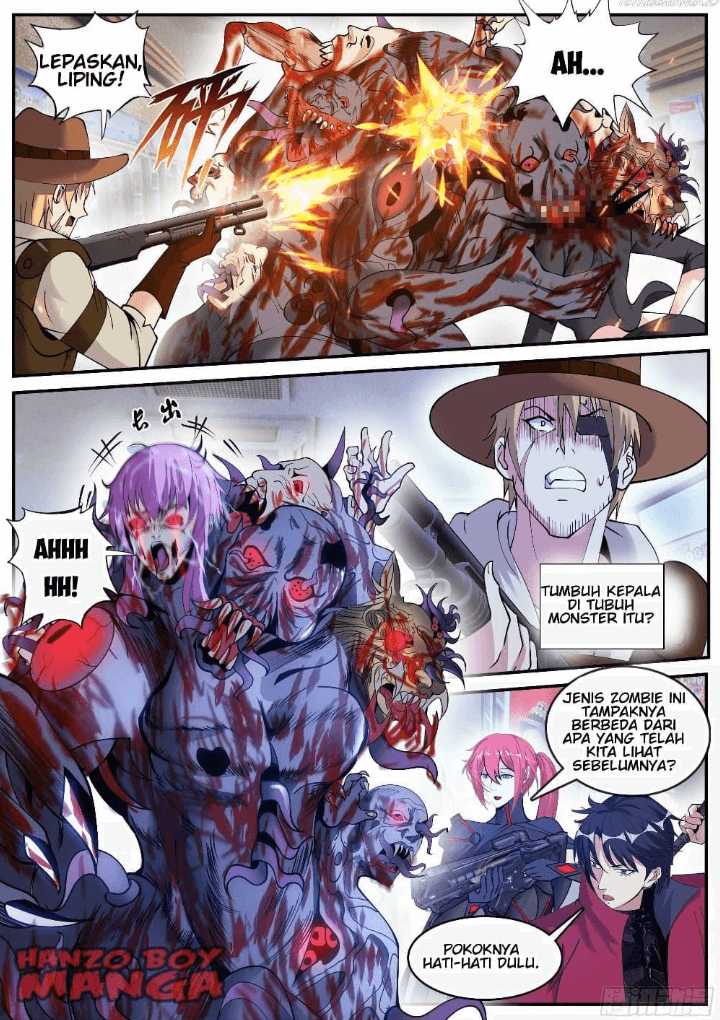 LEPASKAN,
LIPING!
AH...
AHHH
HH!
TUMBUH KEPALA
DI TUBUH
MONSTER ITU?
JENIS ZOMBIE INI
TAMPAKNYA
BERBEDA DARI
APA YANG TELAH
KITA LIHAT
SEBELUMNYA?
POKOKNYA
HATI-HATI DULU.
HANZO BOY
MANGA